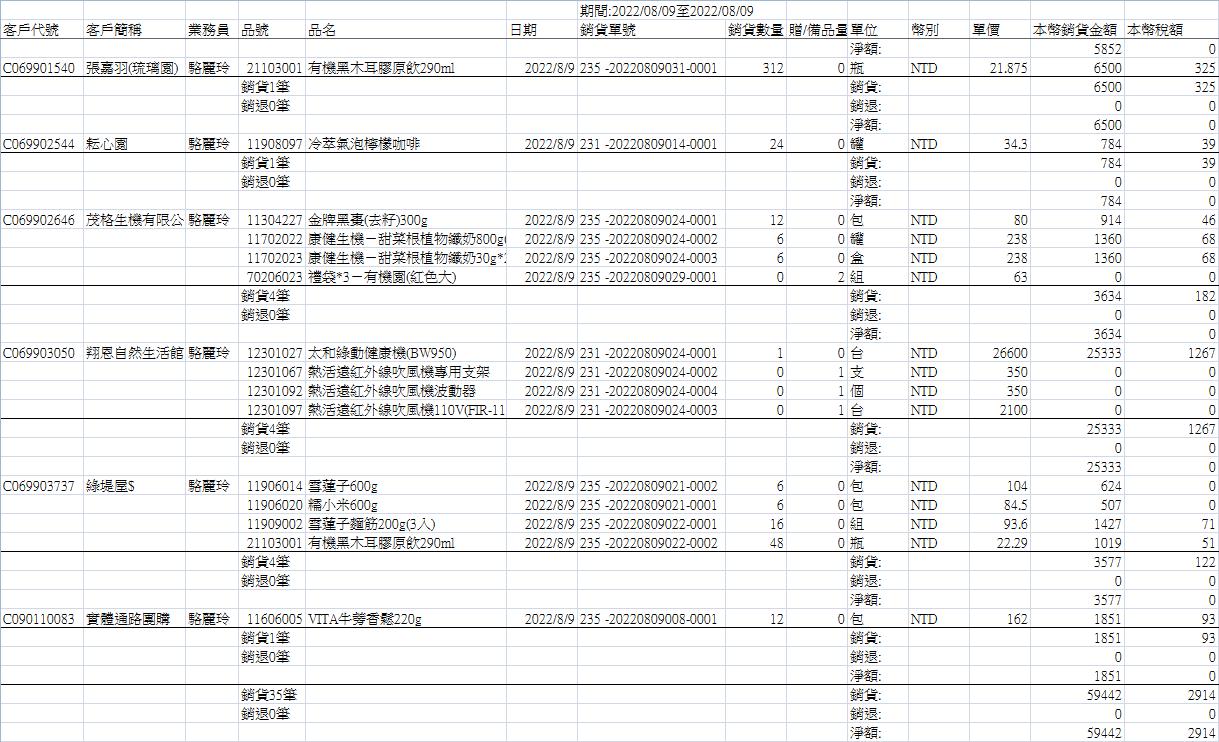 期間:2022/08/09至2022/08/09
客戶代號 客戶簡稱 業務員 品號 品名 日期 銷貨單號 銷貨數量 贈/備品量 單位 幣別 單價 本幣銷貨金額 本幣稅額
淨額: 5852 0
C069901540 張嘉羽(琉璃園) 駱麗玲 21103001 有機黑木耳膠原飲290ml 2022/8/9 235 -20220809031-0001 312 0 瓶 NTD 21.875 6500 325
銷貨1筆 銷貨: 6500 325
銷退0筆 銷退: 0 0
淨額: 6500 0
C069902544 耘心園 駱麗玲 11908097 冷萃氣泡檸檬咖啡 2022/8/9 231 -20220809014-0001 24 0 罐 NTD 34.3 784 39
銷貨1筆 銷貨: 784 39
銷退0筆 銷退: 0 0
淨額: 784 0
C069902646 茂格生機有限公 駱麗玲 11304227 金牌黑棗(去籽)300g 2022/8/9 235 -20220809024-0001 12 0 包 NTD 80 914 46
11702022 康健生機－甜菜根植物纖奶800g( 2022/8/9 235 -20220809024-0002 6 0 罐 NTD 238 1360 68
11702023 康健生機－甜菜根植物纖奶30g* 2022/8/9 235 -20220809024-0003 6 0 盒 NTD 238 1360 68
70206023 禮袋*3－有機園(紅色大) 2022/8/9 235 -20220809029-0001 0 2 組 NTD 63 0 0
銷貨4筆 銷貨: 3634 182
銷退0筆 銷退: 0 0
淨額: 3634 0
C069903050 翔恩自然生活館 駱麗玲 12301027 太和綠動健康機(BW950) 2022/8/9 231 -20220809024-0001 1 0 台 NTD 26600 25333 1267
12301067 熱活遠紅外線吹風機專用支架 2022/8/9 231 -20220809024-0002 0 1 支 NTD 350 0 0
12301092 熱活遠紅外線吹風機波動器 2022/8/9 231 -20220809024-0004 0 1 個 NTD 350 0 0
12301097 熱活遠紅外線吹風機110V(FIR-11 2022/8/9 231 -20220809024-0003 0 1 台 NTD 2100 0 0
銷貨4筆 銷貨: 25333 1267
銷退0筆 銷退: 0 0
淨額: 25333 0
C069903737 綠堤屋$ 駱麗玲 11906014 雪蓮子600g 2022/8/9 235 -20220809021-0002 6 0 包 NTD 104 624 0
11906020 糯小米600g 2022/8/9 235 -20220809021-0001 6 0 包 NTD 84.5 507 0
11909002 雪蓮子麵筋200g(3入) 2022/8/9 235 -20220809022-0001 16 0 組 NTD 93.6 1427 71
21103001 有機黑木耳膠原飲290ml 2022/8/9 235 -20220809022-0002 48 0 瓶 NTD 22.29 1019 51
銷貨4筆 銷貨: 3577 122
銷退0筆 銷退: 0 0
淨額: 3577 0
C090110083 實體通路團購 駱麗玲 11606005 VITA牛蒡香鬆220g 2022/8/9 235 -20220809008-0001 12 0 包 NTD 162 1851 93
銷貨1筆 銷貨: 1851 93
銷退0筆 銷退: 0 0
淨額: 1851 0
銷貨35筆 銷貨: 59442 2914
銷退0筆 銷退: 0 0
淨額: 59442 2914